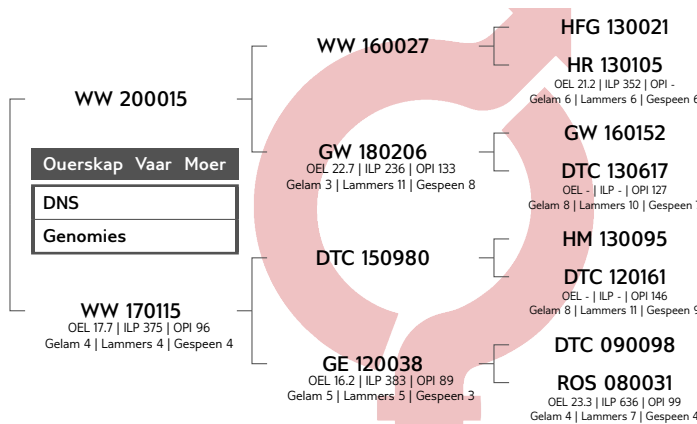 WW 200015
Ouerskap Vaar Moer
DNS
Genomies
WW 170115
OEL 17.7 | ILP 375 | OPI 96
Gelam 4 | Lammers 4 | Gespeen 4
WW 160027
GW 180206
OEL 22.7 | ILP 236 | OPI 133
Gelam 3 | Lammers 11 | Gespeen 8
DTC 150980
GE 120038
OEL 16.2 | ILP 383 | OPI 89
Gelam 5 | Lammers 5 | Gespeen 3
HFG 130021
HR 130105
OEL 21.2 | ILP 352 | OPI -
Gelam 6 | Lammers 6 | Gespeen 6
GW 160152
DTC 130617
OEL - | ILP - | OPI 127
Gelam 8 | Lammers 10 | Gespeen
HM 130095
DTC 120161
OEL - | ILP - | OPI 146
Gelam 8 | Lammers 11 | Gespeen 9
DTC 090098
ROS 080031
OEL 23.3 | ILP 636 | OPI 99
Gelam 4 | Lammers 7 | Gespeen 4